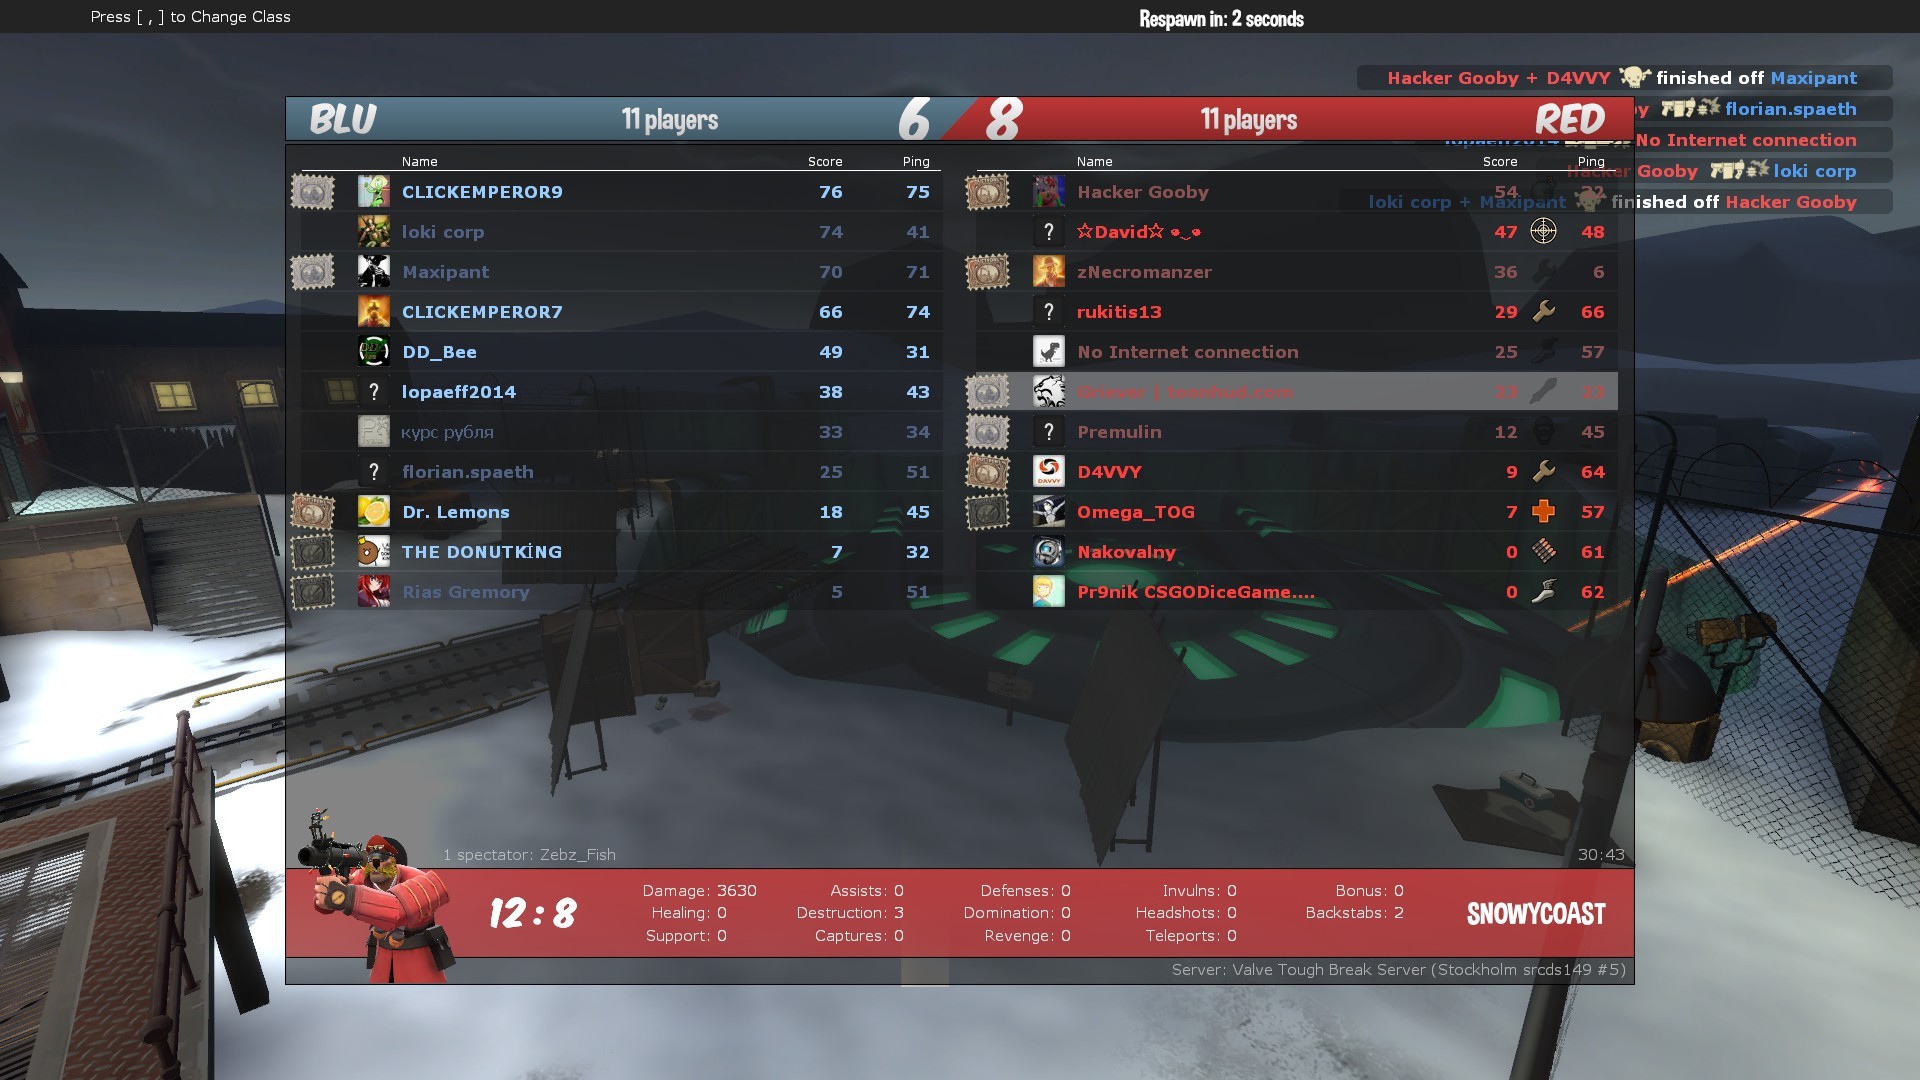 Press [ , ] to Change Class
Respawn in: 2 seconds
Hacker Gooby + D4VVY finished off Maxipant
florian.spaeth
No Internet connection
Hacker Gooby loki corp
loki corp + Maxipant finished off Hacker Gooby
BLU 11 players 6 8 11 players RED
Name Score Ping Name Score Ping
CLICKEMPEROR9 76 75 Hacker Gooby 54 32
loki corp 74 41 ☆David☆ 47 48
Maxipant 70 71 zNecromanzer 36 6
CLICKEMPEROR7 66 74 rukitis13 29 66
DD_Bee 49 31 No Internet connection 25 57
lopaeff2014 38 43 | toonhud.com
курс рубля 33 34 Premulin 12 45
florian.spaeth 25 51 D4VVY 9 64
Dr. Lemons 18 45 Omega_TOG 7 57
THE DONUTKİNG 7 32 Nakovalny 0 61
Rias Gremory 5 51 Pr9nik CSGODiceGame.... 0 62
1 spectator: Zebz_Fish
30:43
12 : 8
Damage: 3630 Assists: 0 Defenses: 0 Invulns: 0 Bonus: 0
Healing: 0 Destruction: 3 Domination: 0 Headshots: 0 Backstabs: 2
Support: 0 Captures: 0 Revenge: 0 Teleports: 0
SNOWYCOAST
Server: Valve Tough Break Server (Stockholm srcds149 #5)